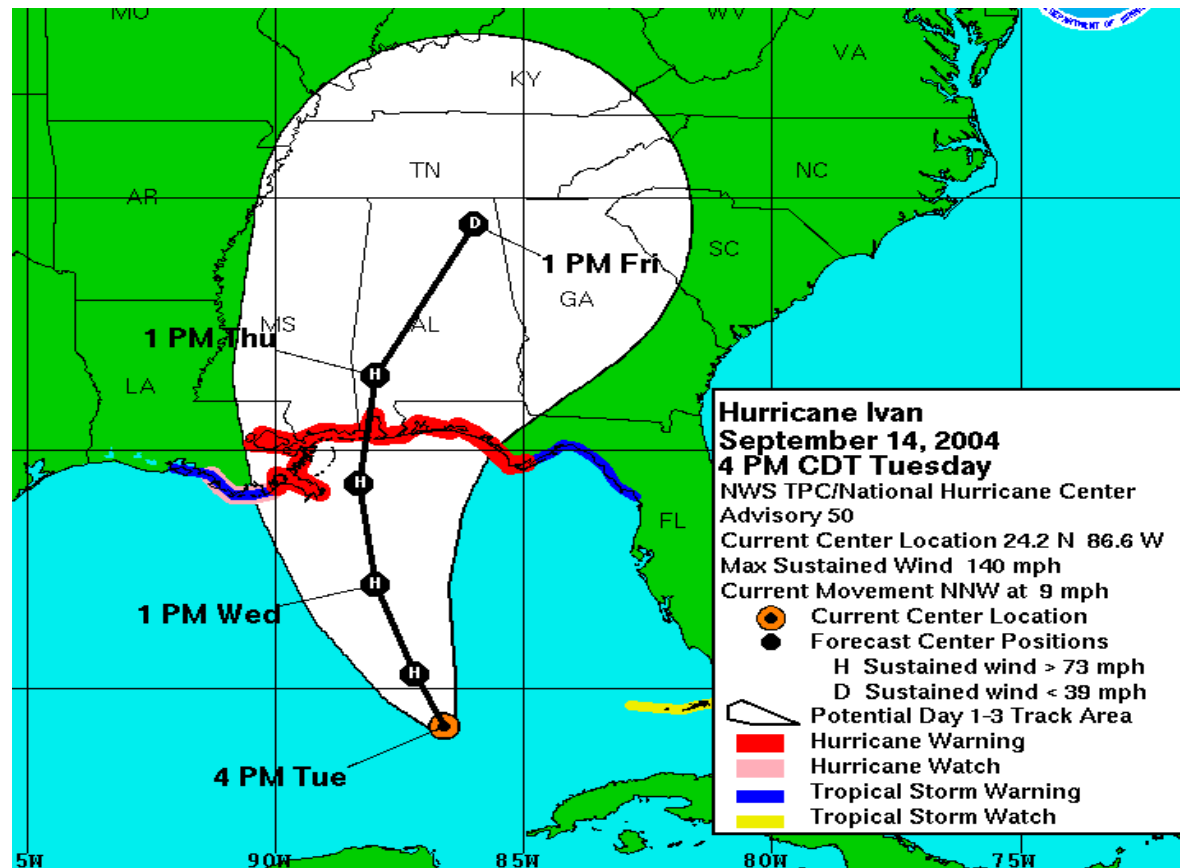 MO
WV
DEPARTMENT OF
KY
VA
TN
NC
AR
D
SC
1 PM Fri
GA
MS
AL
1 PM Thu
H
LA
H
FL
H
1 PM Wed
H
4 PM Tue
Hurricane Ivan
September 14, 2004
4 PM CDT Tuesday
NWS TPC/National Hurricane Center
Advisory 50
Current Center Location 24.2 N 86.6 W
Max Sustained Wind 140 mph
Current Movement NNW at 9 mph
Current Center Location
Forecast Center Positions
H Sustained wind > 73 mph
D Sustained wind < 39 mph
Potential Day 1-3 Track Area
Hurricane Warning
Hurricane Watch
Tropical Storm Warning
Tropical Storm Watch
5W 90W 85W 80W 75W